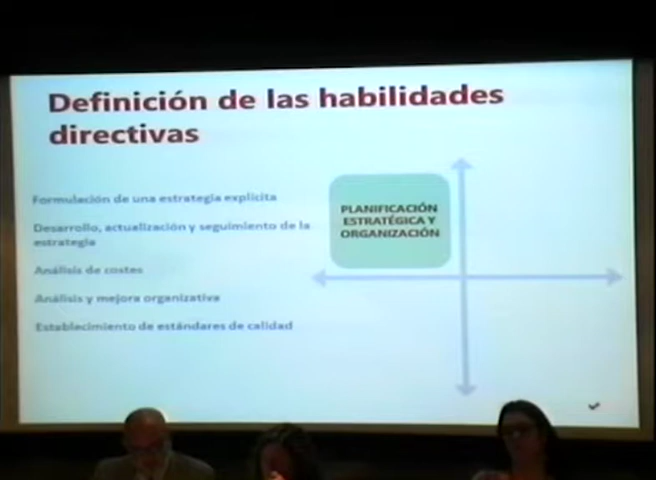 Definición de las habilidades
directivas
Formulación de una estrategia explícita
Desarrollo, actualización y seguimiento de la
estrategia
Análisis de costes
Análisis y mejora organizativa
Establecimiento de estándares de calidad
PLANIFICACIÓN
ESTRATÉGICA Y
ORGANIZACIÓN